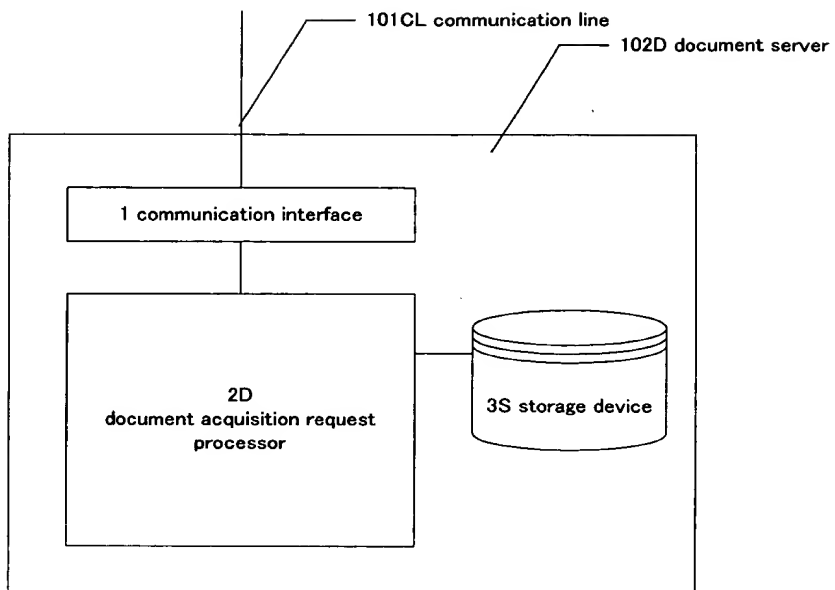 101CL communication line
102D document server
1 communication interface
2D
document acquisition request
processor
3S storage device